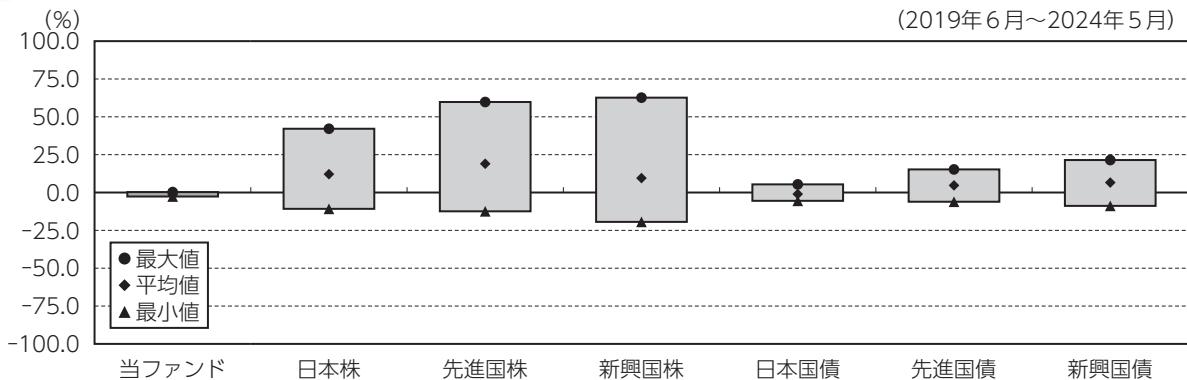 (%)
(2019年6月～2024年5月)
100.0
75.0
50.0
25.0
0.0
-25.0
-50.0
-75.0
-100.0
●最大値
◆平均値
▲最小値
当ファンド 日本株 先進国株 新興国株 日本国債 先進国債 新興国債